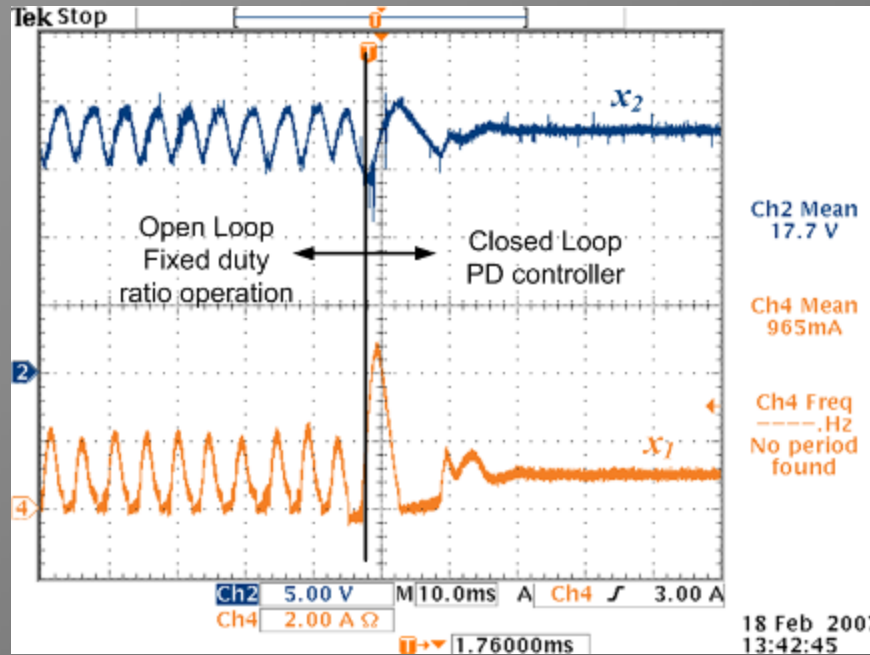 Tek Stop
T
T
x2
Open Loop
Fixed duty
ratio operation
Closed Loop
PD controller
Ch2 Mean
17.7 V
Ch4 Mean
965mA
2
Ch4 Freq
----.Hz
No period
found
x1
4
Ch2 5.00 V M 10.0ms A Ch4 ʃ 3.00 A
Ch4 2.00 A Ω
T→▼ 1.76000ms
18 Feb 2007
13:42:45